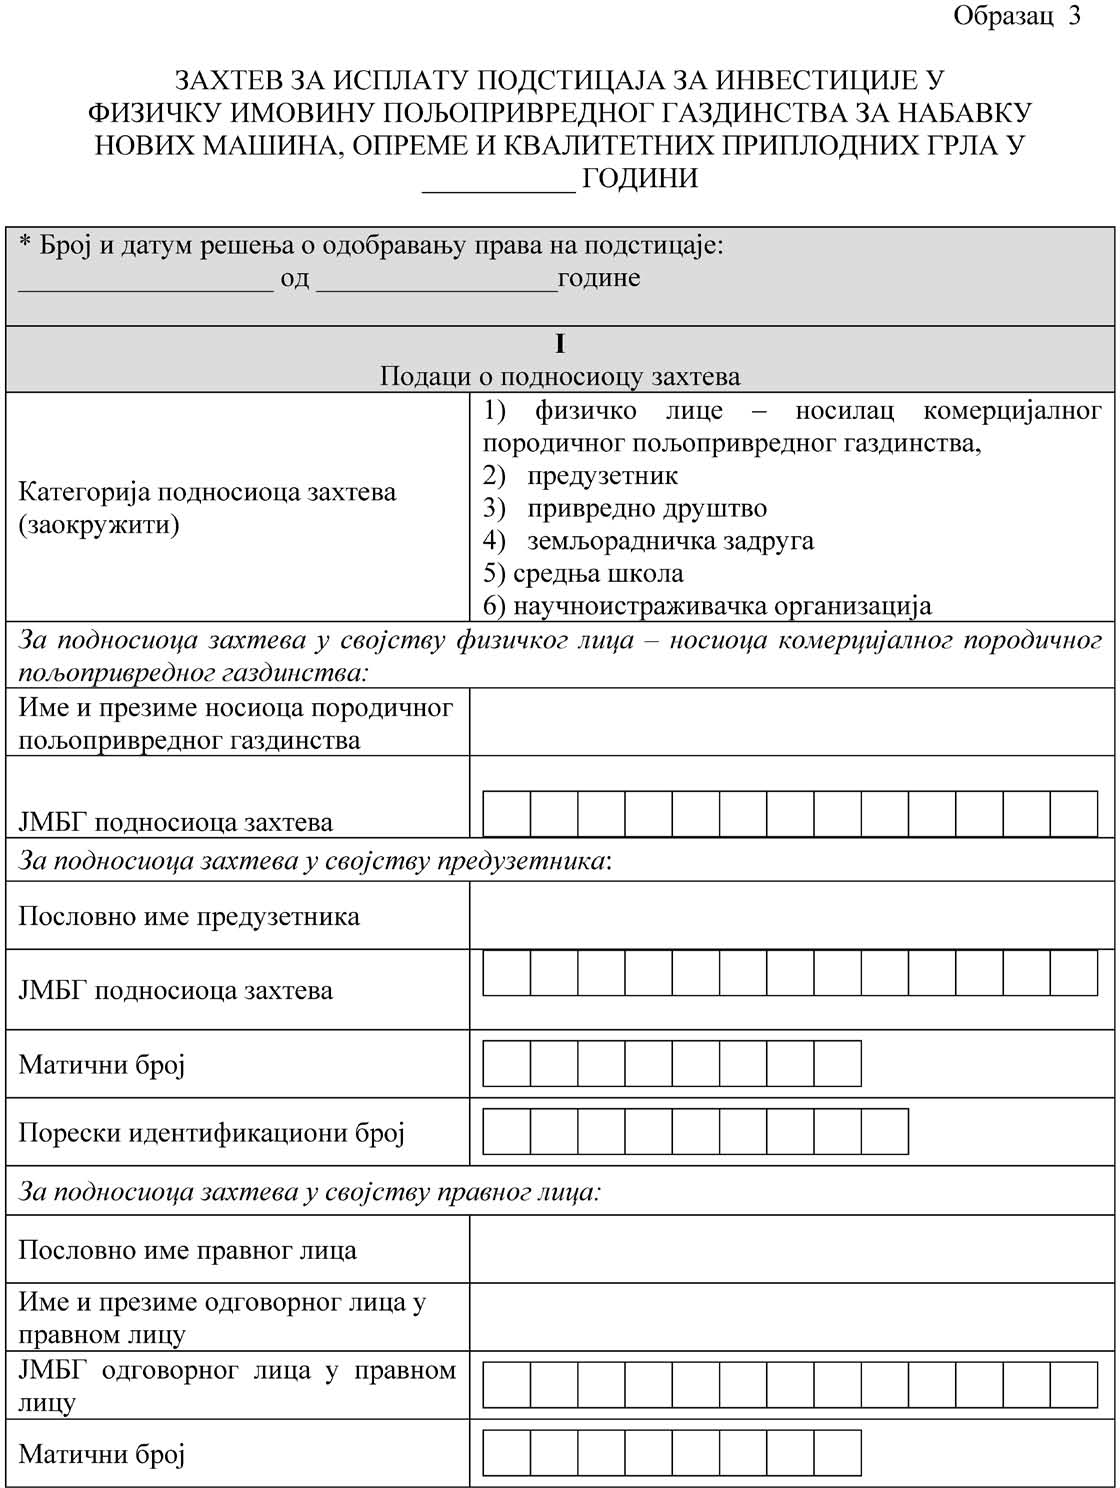 Образац 3
ЗАХТЕВ ЗА ИСПЛАТУ ПОДСТИЦАЈА ЗА ИНВЕСТИЦИЈЕ У
ФИЗИЧКУ ИМОВИНУ ПОЉОПРИВРЕДНОГ ГАЗДИНСТВА ЗА НАБАВКУ
НОВИХ МАШИНА, ОПРЕМЕ И КВАЛИТЕТНИХ ПРИПЛОДНИХ ГРЛА У
___________ ГОДИНИ
* Број и датум решења о одобравању права на подстицаје:
___________________ од __________________године
I
Подаци о подносиоцу захтева
Категорија подносиоца захтева
(заокружити)
1) физичко лице – носилац комерцијалног
породичног пољопривредног газдинства,
2) предузетник
3) привредно друштво
4) земљорадничка задруга
5) средња школа
6) научноистраживачка организација
За подносиоца захтева у својству физичког лица – носиоца комерцијалног породичног
пољопривредног газдинства:
Име и презиме носиоца породичног
пољопривредног газдинства
ЈМБГ подносиоца захтева
За подносиоца захтева у својству предузетника:
Пословно име предузетника
ЈМБГ подносиоца захтева
Матични број
Порески идентификациони број
За подносиоца захтева у својству правног лица:
Пословно име правног лица
Име и презиме одговорног лица у
правном лицу
ЈМБГ одговорног лица у правном
лицу
Матични број